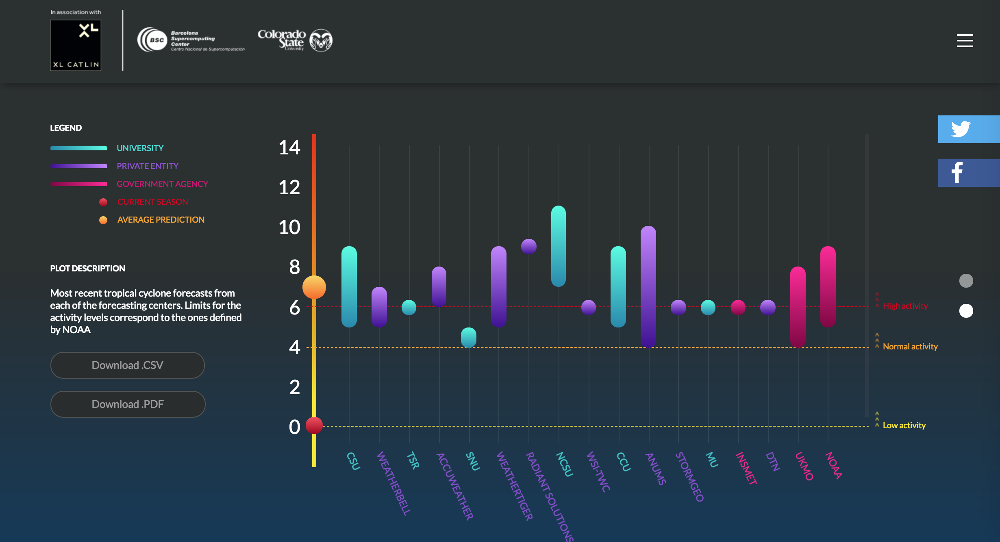 In association with
XL
XL CATLIN
BSC
Barcelona
Supercomputing
Center
Centro Nacional de Supercomputación
Colorado
State
University
LEGEND
UNIVERSITY
PRIVATE ENTITY
GOVERNMENT AGENCY
CURRENT SEASON
AVERAGE PREDICTION
PLOT DESCRIPTION
Most recent tropical cyclone forecasts from
each of the forecasting centers. Limits for the
activity levels correspond to the ones defined
by NOAA
Download .CSV
Download .PDF
14
12
10
8
6
4
2
0
High activity
Normal activity
Low activity
CSU
WEATHERBELL
TSR
ACCUWEATHER
SNU
WEATHERTIGER
RADIANT SOLUTIONS
NCSU
WSI-TWC
CCU
ANUMS
STORMGEO
MU
INSMET
DTN
UKMO
NOAA